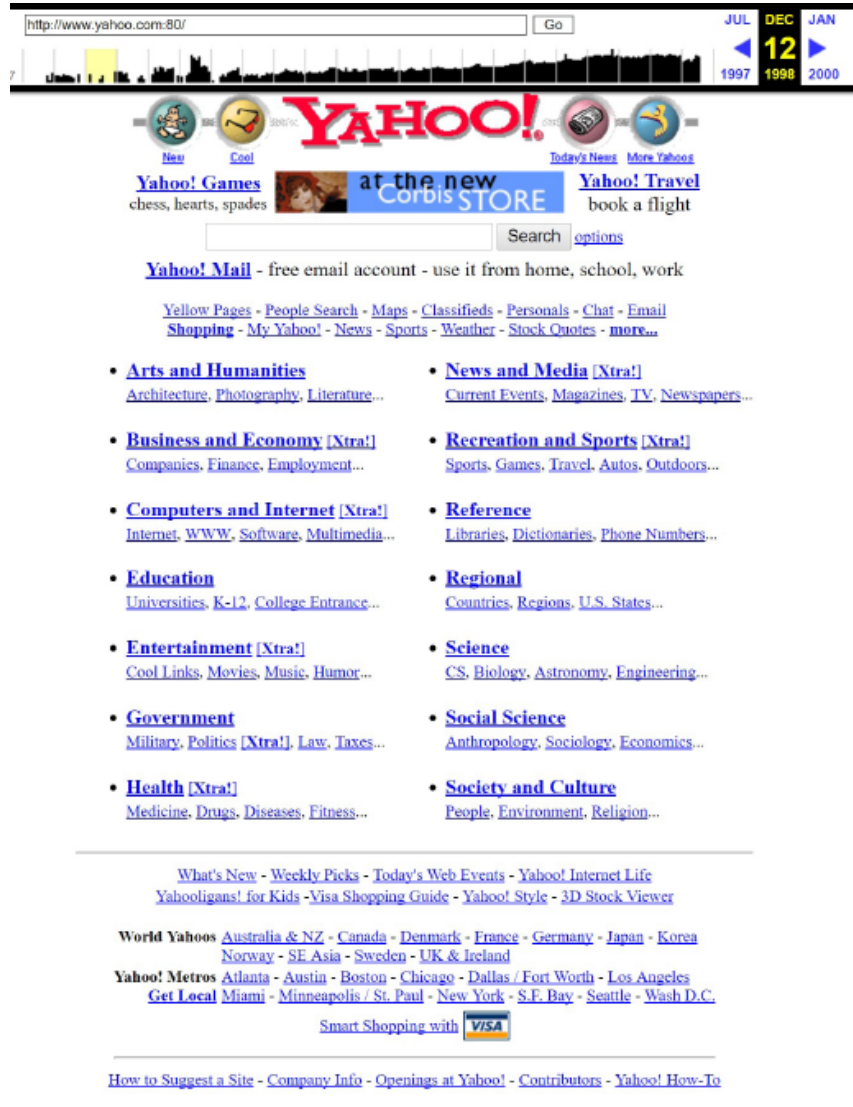 http://www.yahoo.com:80/ Go JUL DEC JAN
12
1997 1998 2000
YAHOO!
New Cool Today's News More Yahoos
Yahoo! Games at the new Yahoo! Travel
chess, hearts, spades Corbis STORE book a flight
Search options
Yahoo! Mail - free email account - use it from home, school, work
Yellow Pages - People Search - Maps - Classifieds - Personals - Chat - Email
Shopping - My Yahoo! - News - Sports - Weather - Stock Quotes - more...
• Arts and Humanities
Architecture, Photography, Literature...
• News and Media [Xtra!]
Current Events, Magazines, TV, Newspapers...
• Business and Economy [Xtra!]
Companies, Finance, Employment...
• Recreation and Sports [Xtra!]
Sports, Games, Travel, Autos, Outdoors...
• Computers and Internet [Xtra!]
Internet, WWW, Software, Multimedia...
• Reference
Libraries, Dictionaries, Phone Numbers...
• Education
Universities, K-12, College Entrance...
• Regional
Countries, Regions, U.S. States...
• Entertainment [Xtra!]
Cool Links, Movies, Music, Humor...
• Science
CS, Biology, Astronomy, Engineering...
• Government
Military, Politics [Xtra!], Law, Taxes...
• Social Science
Anthropology, Sociology, Economics...
• Health [Xtra!]
Medicine, Drugs, Diseases, Fitness...
• Society and Culture
People, Environment, Religion...
What's New - Weekly Picks - Today's Web Events - Yahoo! Internet Life
Yahooligans! for Kids -Visa Shopping Guide - Yahoo! Style - 3D Stock Viewer
World Yahoos Australia & NZ - Canada - Denmark - France - Germany - Japan - Korea
Norway - SE Asia - Sweden - UK & Ireland
Yahoo! Metros Atlanta - Austin - Boston - Chicago - Dallas / Fort Worth - Los Angeles
Get Local Miami - Minneapolis / St. Paul - New York - S.F. Bay - Seattle - Wash D.C.
Smart Shopping with VISA
How to Suggest a Site - Company Info - Openings at Yahoo! - Contributors - Yahoo! How-To